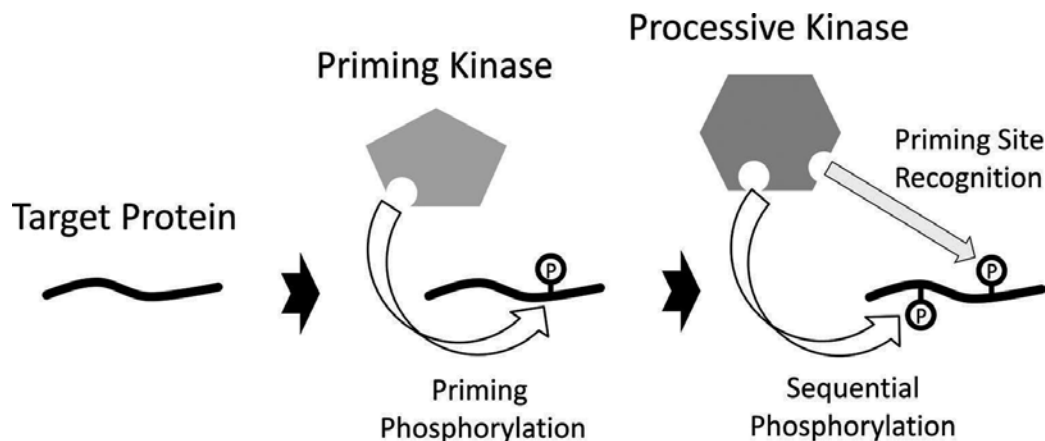 Processive Kinase
Priming Kinase
Priming Site
Recognition
Target Protein
P
P
P
Priming
Phosphorylation
Sequential
Phosphorylation